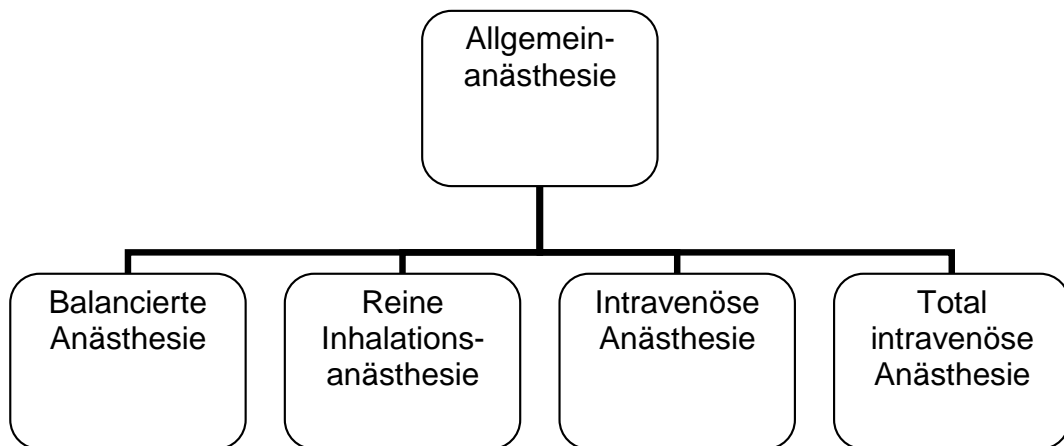 Allgemein-
anästhesie
Balancierte
Anästhesie
Reine
Inhalations-
anästhesie
Intravenöse
Anästhesie
Total
intravenöse
Anästhesie